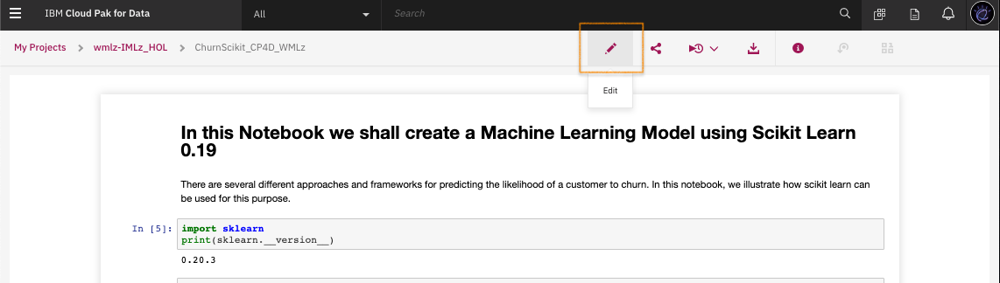 IBM Cloud Pak for Data
All
Search
My Projects > wmlz-IMLz_HOL > ChurnScikit_CP4D_WMLz
Edit
In this Notebook we shall create a Machine Learning Model using Scikit Learn
0.19
There are several different approaches and frameworks for predicting the likelihood of a customer to churn. In this notebook, we illustrate how scikit learn can
be used for this purpose.
In [5]: import sklearn
print(sklearn.__version__)
0.20.3